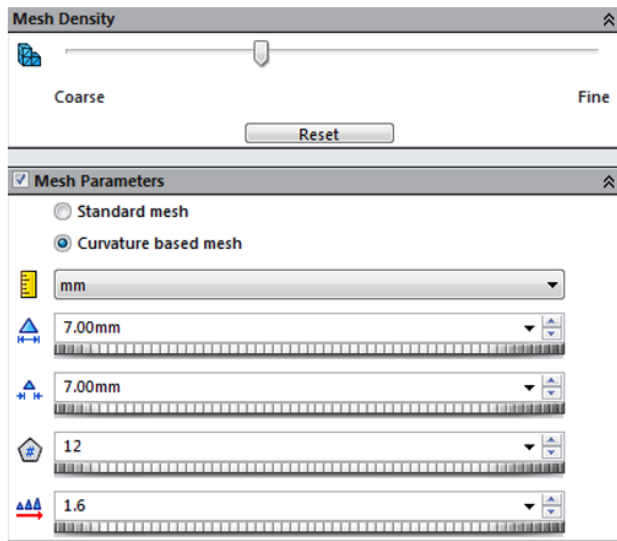 Mesh Density
Coarse Fine
Reset
Mesh Parameters
Standard mesh
Curvature based mesh
mm
7.00mm
7.00mm
#
12
1.6